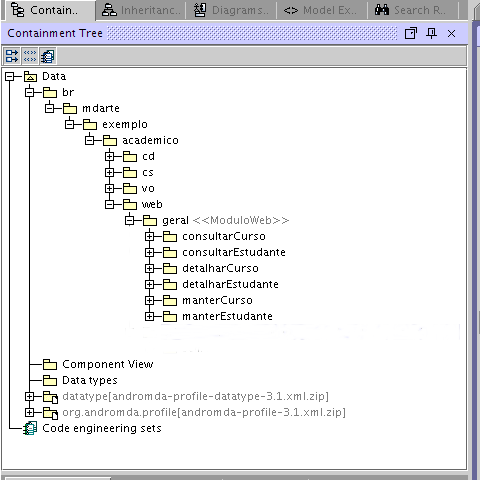 Contain.. Inheritanc.. Diagrams.. <> Model Ex.. Search R..
Containment Tree
Data
br
mdarte
exemplo
academico
cd
cs
vo
web
geral <<ModuloWeb>>
consultarCurso
consultarEstudante
detalharCurso
detalharEstudante
manterCurso
manterEstudante
Component View
Data types
datatype[andromda-profile-datatype-3.1.xml.zip]
org.andromda.profile[andromda-profile-3.1.xml.zip]
Code engineering sets